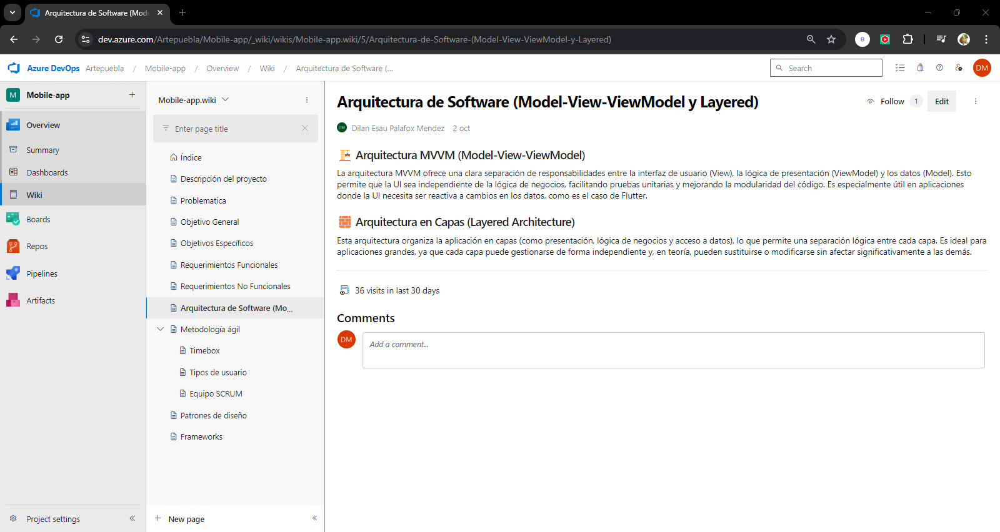 Arquitectura de Software (Mode
dev.azure.com/Artepuebla/Mobile-app/_wiki/wikis/Mobile-app.wiki/5/Arquitectura-de-Software-(Model-View-ViewModel-y-Layered)
B
Azure DevOps Artepuebla / Mobile-app / Overview / Wiki / Arquitectura de Software (...
Search
DM
M Mobile-app
Overview
Summary
Dashboards
Wiki
Boards
Repos
Pipelines
Artifacts
Project settings
Mobile-app.wiki
Enter page title
Índice
Descripción del proyecto
Problematica
Objetivo General
Objetivos Específicos
Requerimientos Funcionales
Requerimientos No Funcionales
Arquitectura de Software (Mo...
Metodología ágil
Timebox
Tipos de usuario
Equipo SCRUM
Patrones de diseño
Frameworks
New page
Arquitectura de Software (Model-View-ViewModel y Layered)
Follow 1 Edit
DM Dilan Esau Palafox Mendez 2 oct
Arquitectura MVVM (Model-View-ViewModel)
La arquitectura MVVM ofrece una clara separación de responsabilidades entre la interfaz de usuario (View), la lógica de presentación (ViewModel) y los datos (Model). Esto
permite que la UI sea independiente de la lógica de negocios, facilitando pruebas unitarias y mejorando la modularidad del código. Es especialmente útil en aplicaciones
donde la UI necesita ser reactiva a cambios en los datos, como es el caso de Flutter.
Arquitectura en Capas (Layered Architecture)
Esta arquitectura organiza la aplicación en capas (como presentación, lógica de negocios y acceso a datos), lo que permite una separación lógica entre cada capa. Es ideal para
aplicaciones grandes, ya que cada capa puede gestionarse de forma independiente y, en teoría, pueden sustituirse o modificarse sin afectar significativamente a las demás.
36 visits in last 30 days
Comments
DM
Add a comment...